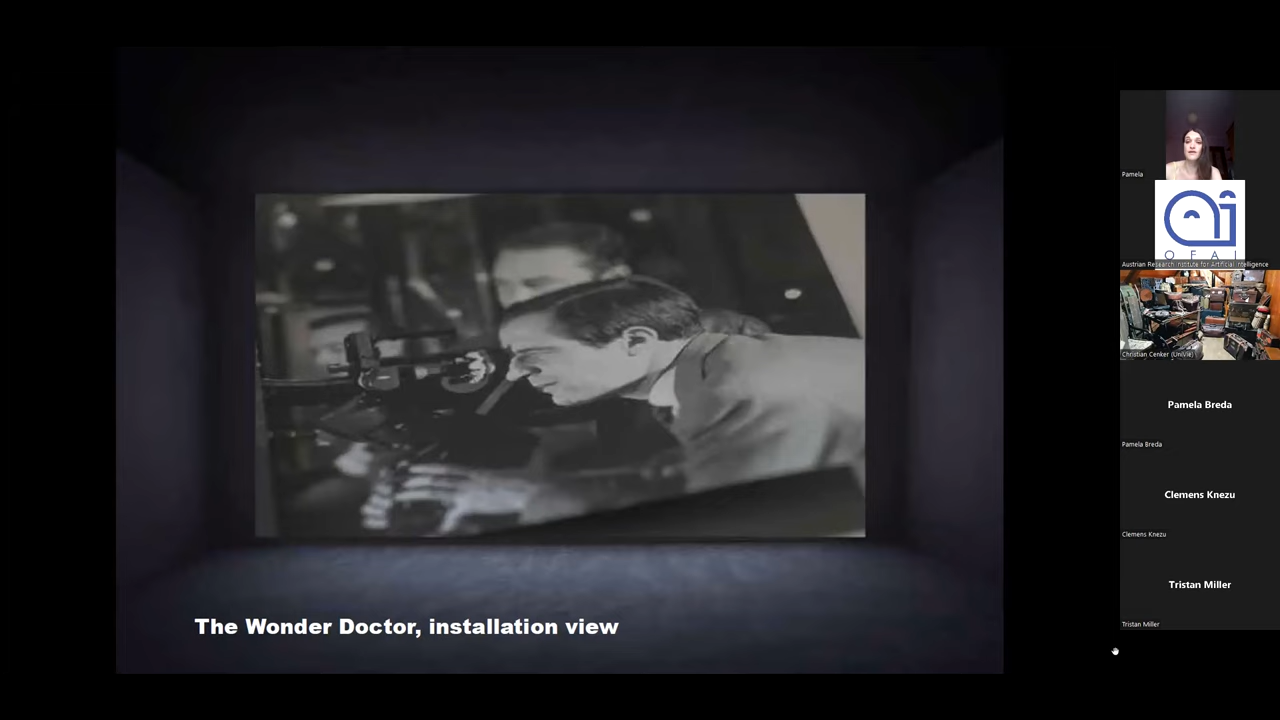 The Wonder Doctor, installation view
Pamela
OFAI
Austrian Research Institute for Artificial Intelligence
Christian Cenker (UniVie)
Pamela Breda
Pamela Breda
Clemens Knezu
Clemens Knezu
Tristan Miller
Tristan Miller